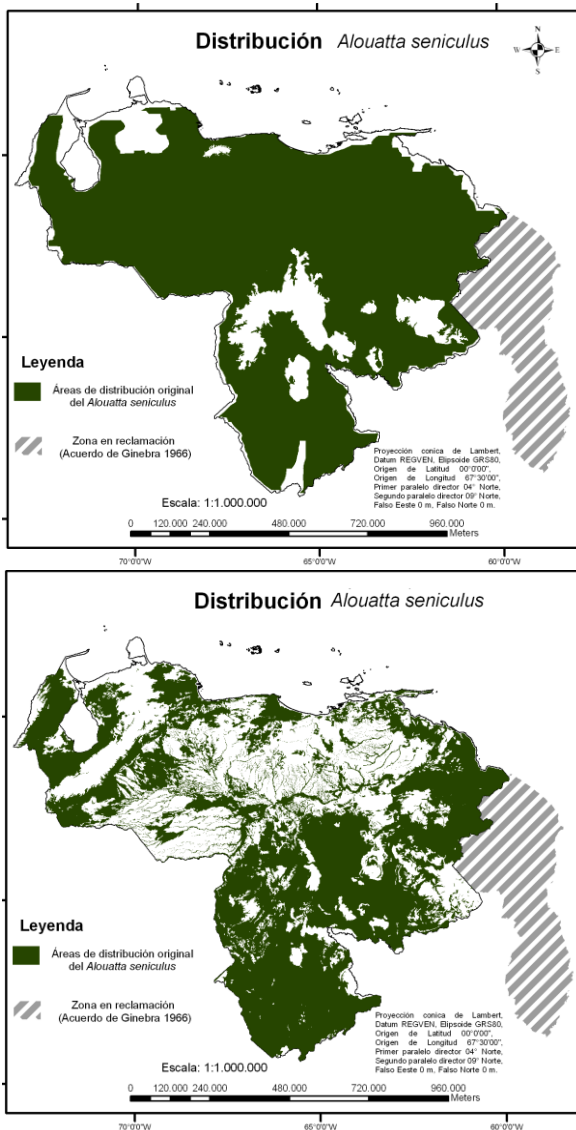 Distribución Alouatta seniculus
N
W E
S
Leyenda
Áreas de distribución original
del Alouatta seniculus
Zona en reclamación
(Acuerdo de Ginebra 1966)
Proyección conica de Lambert,
Datum REGVEN, Elipsoide GRS80,
Origen de Latitud 00°0'00",
Origen de Longitud 67°30'00",
Primer paralelo director 04° Norte,
Segundo paralelo director 09° Norte,
Falso Eeste 0 m, Falso Norte 0 m.
Escala: 1:1.000.000
0 120.000 240.000 480.000 720.000 960.000
Meters
70°0'0"W 65°0'0"W 60°0'0"W
Distribución Alouatta seniculus
Leyenda
Áreas de distribución original
del Alouatta seniculus
Zona en reclamación
(Acuerdo de Ginebra 1966)
Proyección conica de Lambert,
Datum REGVEN, Elipsoide GRS80,
Origen de Latitud 00°0'00",
Origen de Longitud 67°30'00",
Primer paralelo director 04° Norte,
Segundo paralelo director 09° Norte,
Falso Eeste 0 m, Falso Norte 0 m.
Escala: 1:1.000.000
0 120.000 240.000 480.000 720.000 960.000
Meters
70°0'0"W 65°0'0"W 60°0'0"W